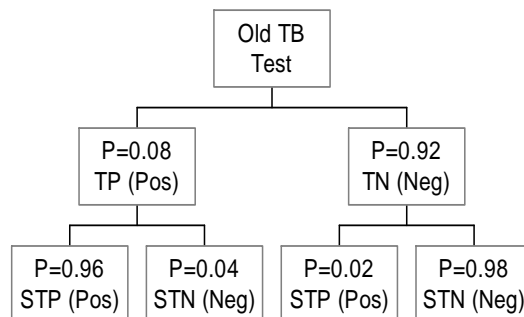 Old TB
Test
P=0.08
TP (Pos)
P=0.92
TN (Neg)
P=0.96
STP (Pos)
P=0.04
STN (Neg)
P=0.02
STP (Pos)
P=0.98
STN (Neg)